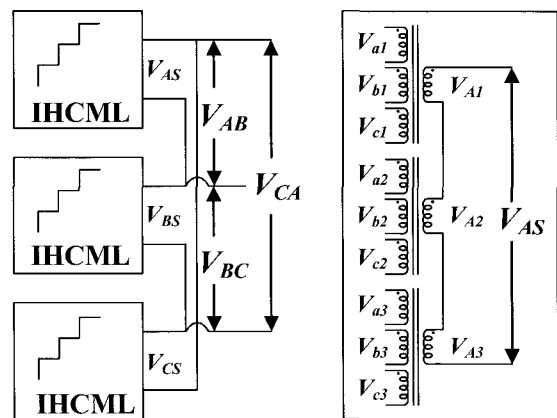 V_AS
IHCML
V_AB
V_CA
V_BS
IHCML
V_BC
V_CS
IHCML
V_a1
V_b1
V_A1
V_c1
V_a2
V_b2
V_A2
V_AS
V_c2
V_a3
V_b3
V_A3
V_c3